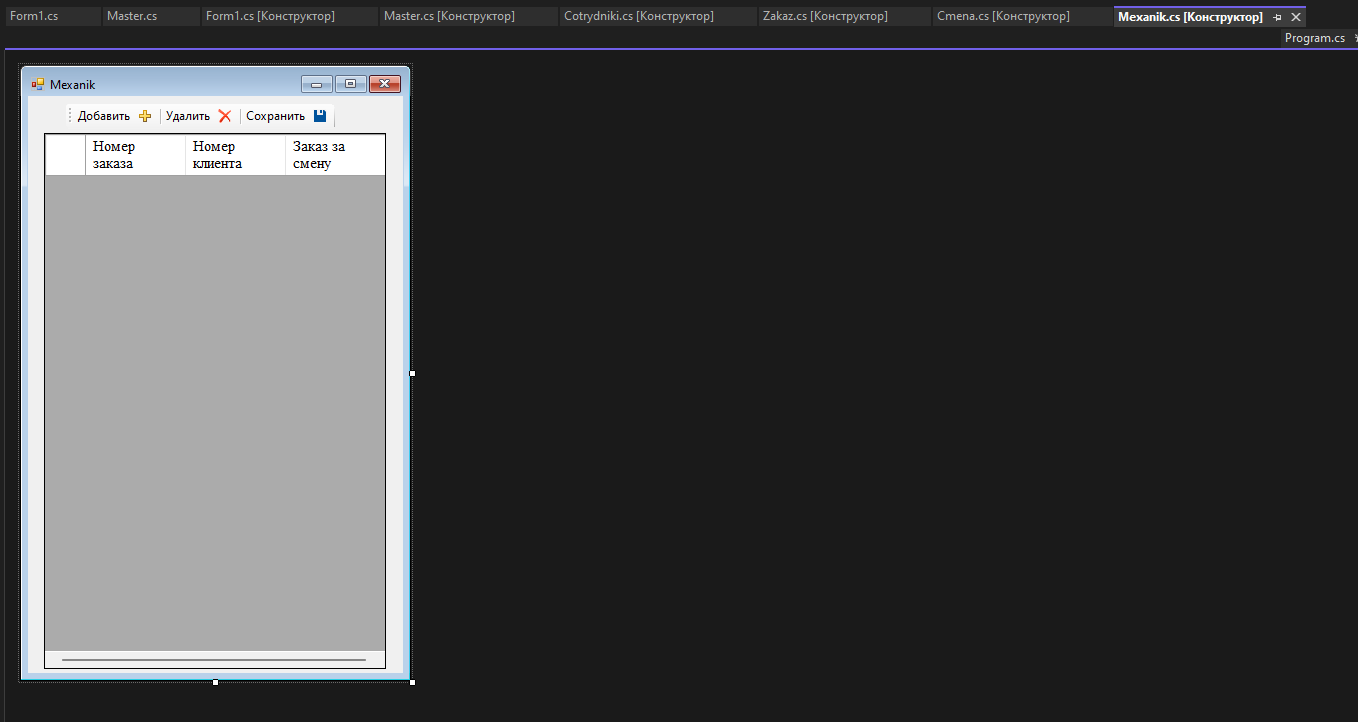 Form1.cs
Master.cs
Form1.cs [Конструктор]
Master.cs [Конструктор]
Cotrydniki.cs [Конструктор]
Zakaz.cs [Конструктор]
Cmena.cs [Конструктор]
Mexanik.cs [Конструктор]
Program.cs
Mexanik
Добавить
Удалить
Сохранить
Номер
заказа
Номер
клиента
Заказ за
смену